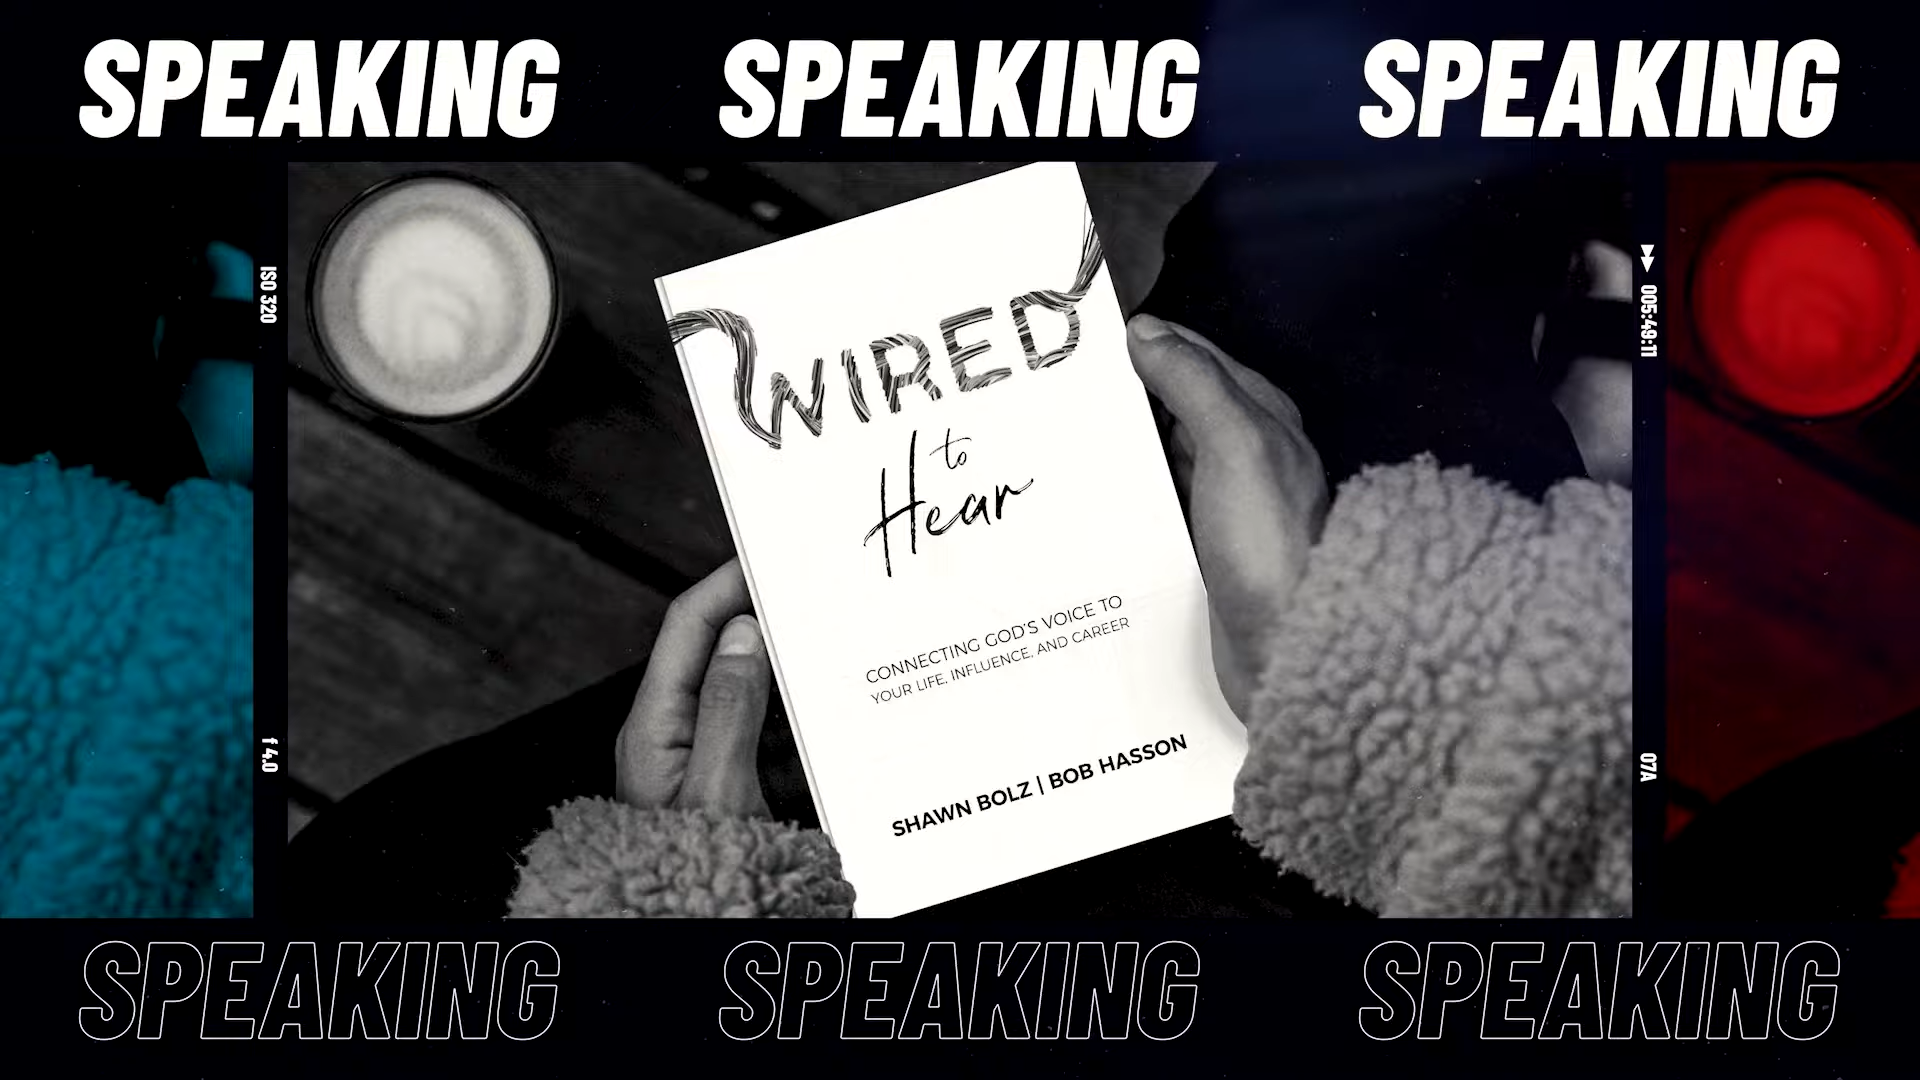 SPEAKING SPEAKING SPEAKING
ISO 320
f 4.0
WIRED
to
Hear
CONNECTING GOD'S VOICE TO
YOUR LIFE, INFLUENCE, AND CAREER
SHAWN BOLZ | BOB HASSON
005:49:11
07A
SPEAKING SPEAKING SPEAKING